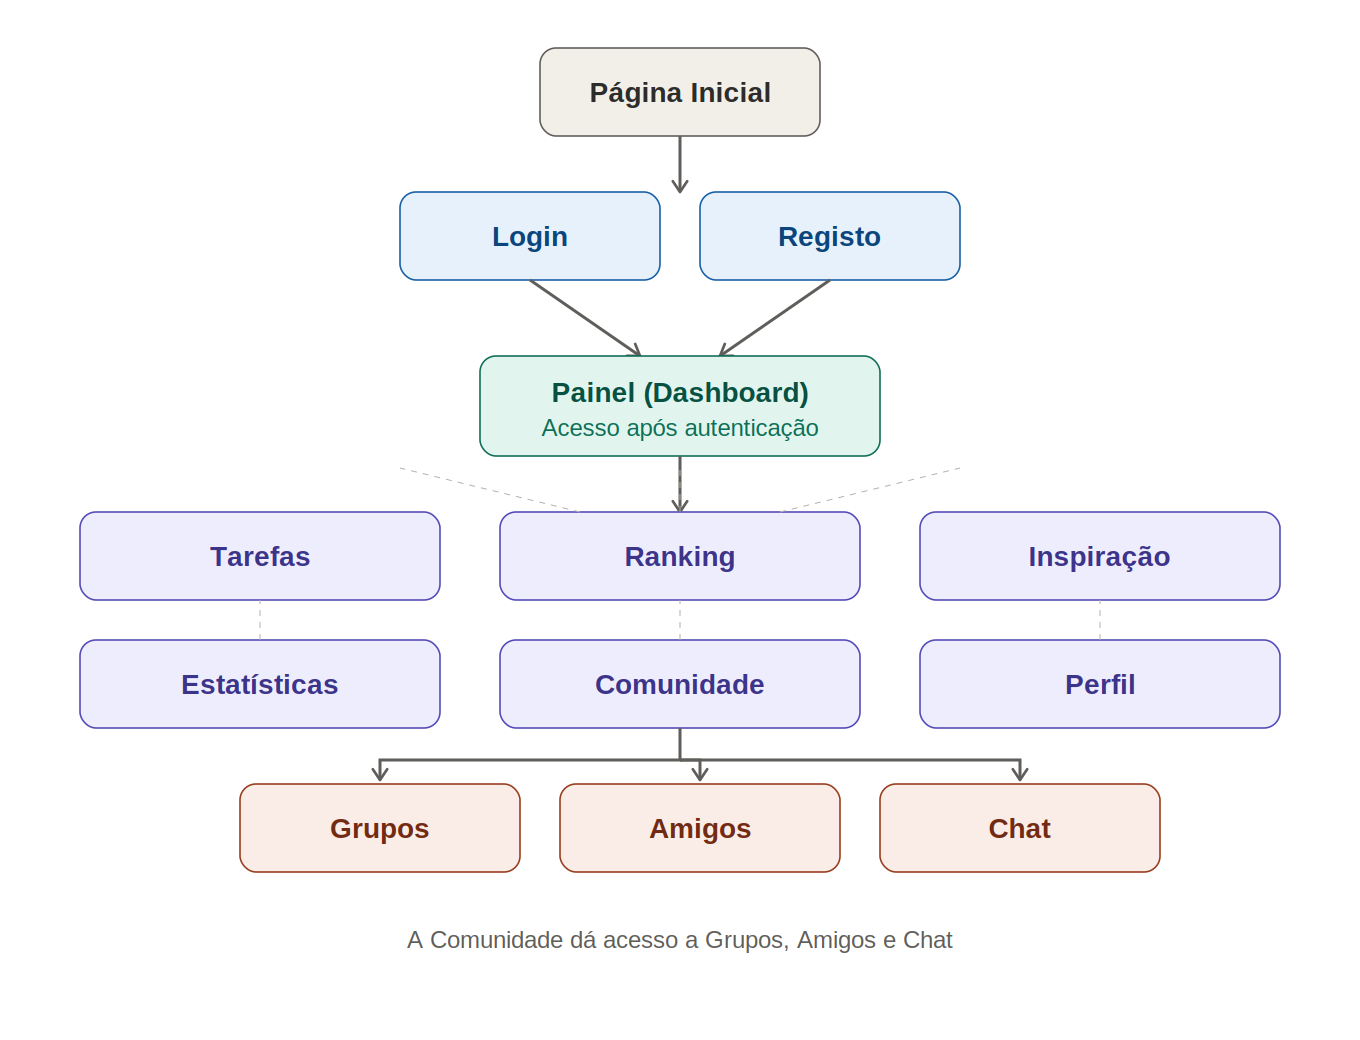 Página Inicial
Login
Registo
Painel (Dashboard)
Acesso após autenticação
Tarefas
Ranking
Inspiração
Estatísticas
Comunidade
Perfil
Grupos
Amigos
Chat
A Comunidade dá acesso a Grupos, Amigos e Chat